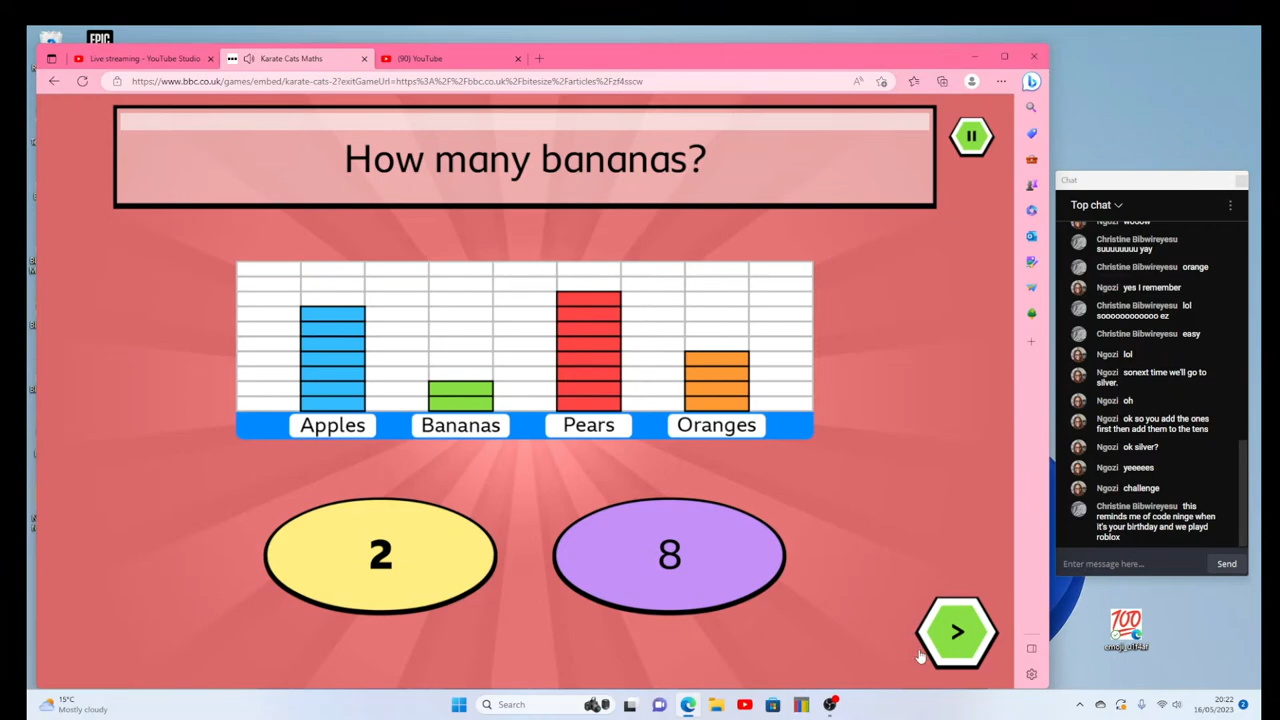 EPIC
Live streaming - YouTube Studio
Karate Cats Maths
(90) YouTube
https://www.bbc.co.uk/games/embed/karate-cats-2?exitGameUrl=https%3A%2F%2Fbbc.co.uk%2Fbitesize%2Farticles%2Fzf4sscw
How many bananas?
Apples
Bananas
Pears
Oranges
2
8
>
Chat
Top chat
Ngozi wooow
Christine Bibwireyesu
suuuuuuuu yay
Christine Bibwireyesu orange
Ngozi yes I remember
Christine Bibwireyesu lol
soooooooooooo ez
Christine Bibwireyesu easy
Ngozi lol
Ngozi sonext time we'll go to
silver.
Ngozi oh
Ngozi ok so you add the ones
first then add them to the tens
Ngozi ok silver?
Ngozi yeeeees
Ngozi challenge
Christine Bibwireyesu this
reminds me of code ninge when
it's your birthday and we playd
roblox
Enter message here...
Send
100
emoji_u1f4af
15°C
Mostly cloudy
Search
20:22
16/05/2023
2